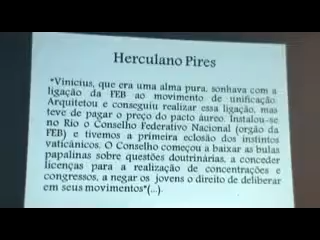 Herculano Pires
"Vinícius, que era uma alma pura, sonhava com a
ligação da FEB ao movimento de unificação.
Arquitetou e conseguiu realizar essa ligação, mas
teve de pagar o preço do pacto áureo. Instalou-se
no Rio o Conselho Federativo Nacional (orgão da
FEB) e tivemos a primeira eclosão dos instintos
vaticânicos. O Conselho começou a baixar as bulas
papalinas sobre questões doutrinárias, a conceder
licenças para a realização de concentrações e
congressos, a negar os jovens o direito de deliberar
em seus movimentos"(...).